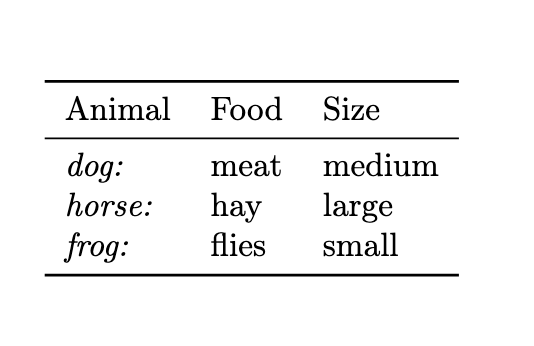 Animal Food Size
dog: meat medium
horse: hay large
frog: flies small